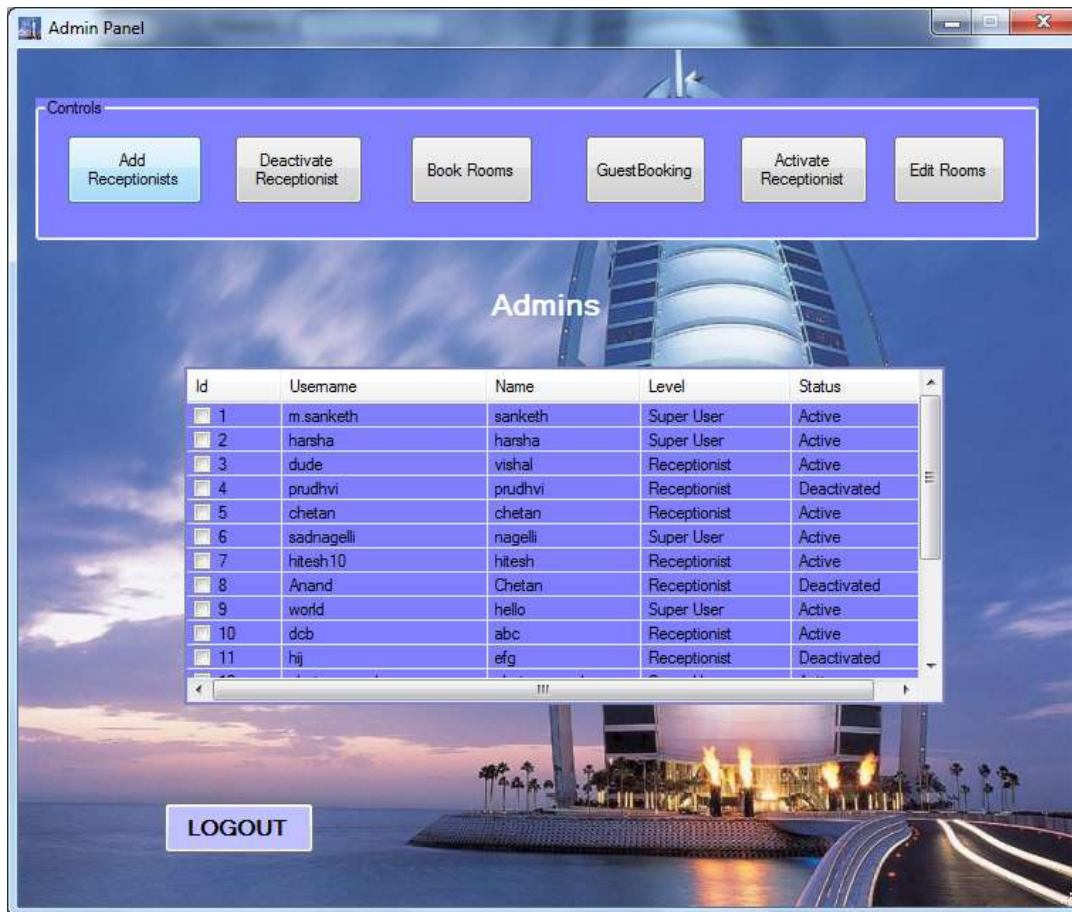 Admin Panel
Controls
Add
Receptionists
Deactivate
Receptionist
Book Rooms
GuestBooking
Activate
Receptionist
Edit Rooms
Admins
Id Username Name Level Status
1 m.sanketh sanketh Super User Active
2 harsha harsha Super User Active
3 dude vishal Receptionist Active
4 prudhvi prudhvi Receptionist Deactivated
5 chetan chetan Receptionist Active
6 sadnagelli nagelli Super User Active
7 hitesh10 hitesh Receptionist Active
8 Anand Chetan Receptionist Deactivated
9 world hello Super User Active
10 dcb abc Receptionist Active
11 hij efg Receptionist Deactivated
LOGOUT